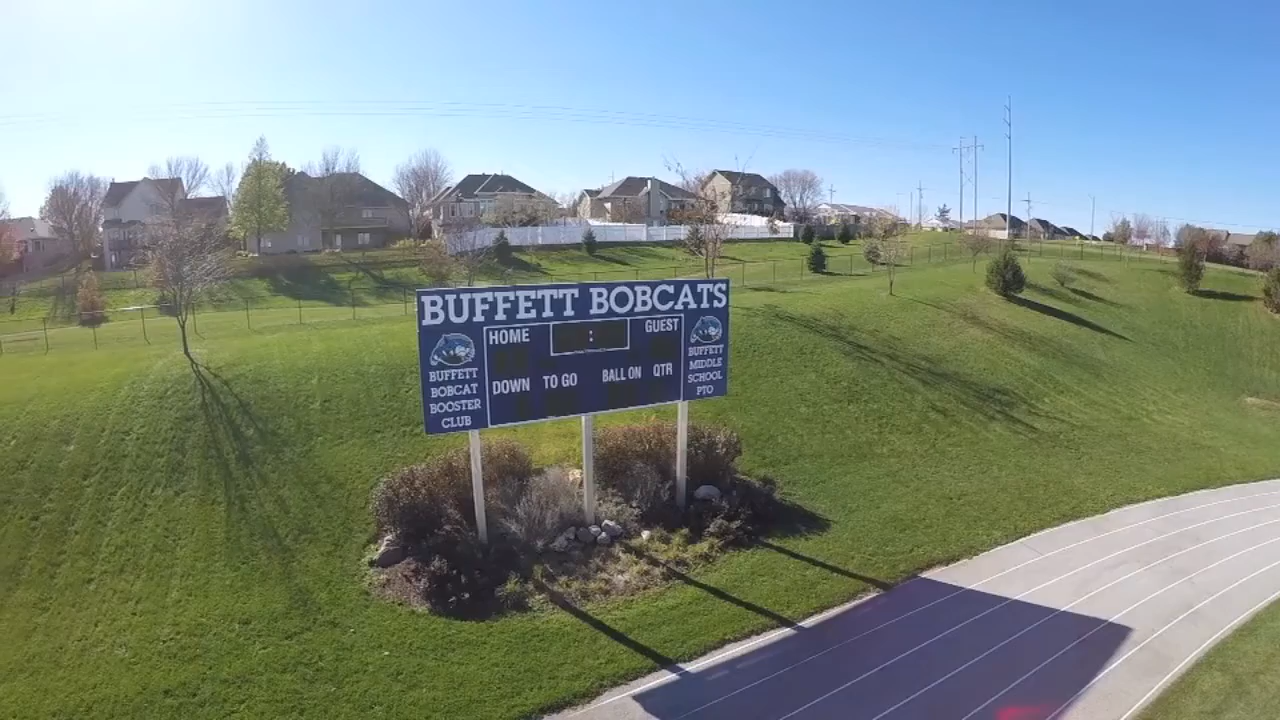 BUFFETT BOBCATS
HOME
:
GUEST
DOWN TO GO BALL ON QTR
BUFFETT
BOBCAT
BOOSTER
CLUB
BUFFETT
MIDDLE
SCHOOL
PTO